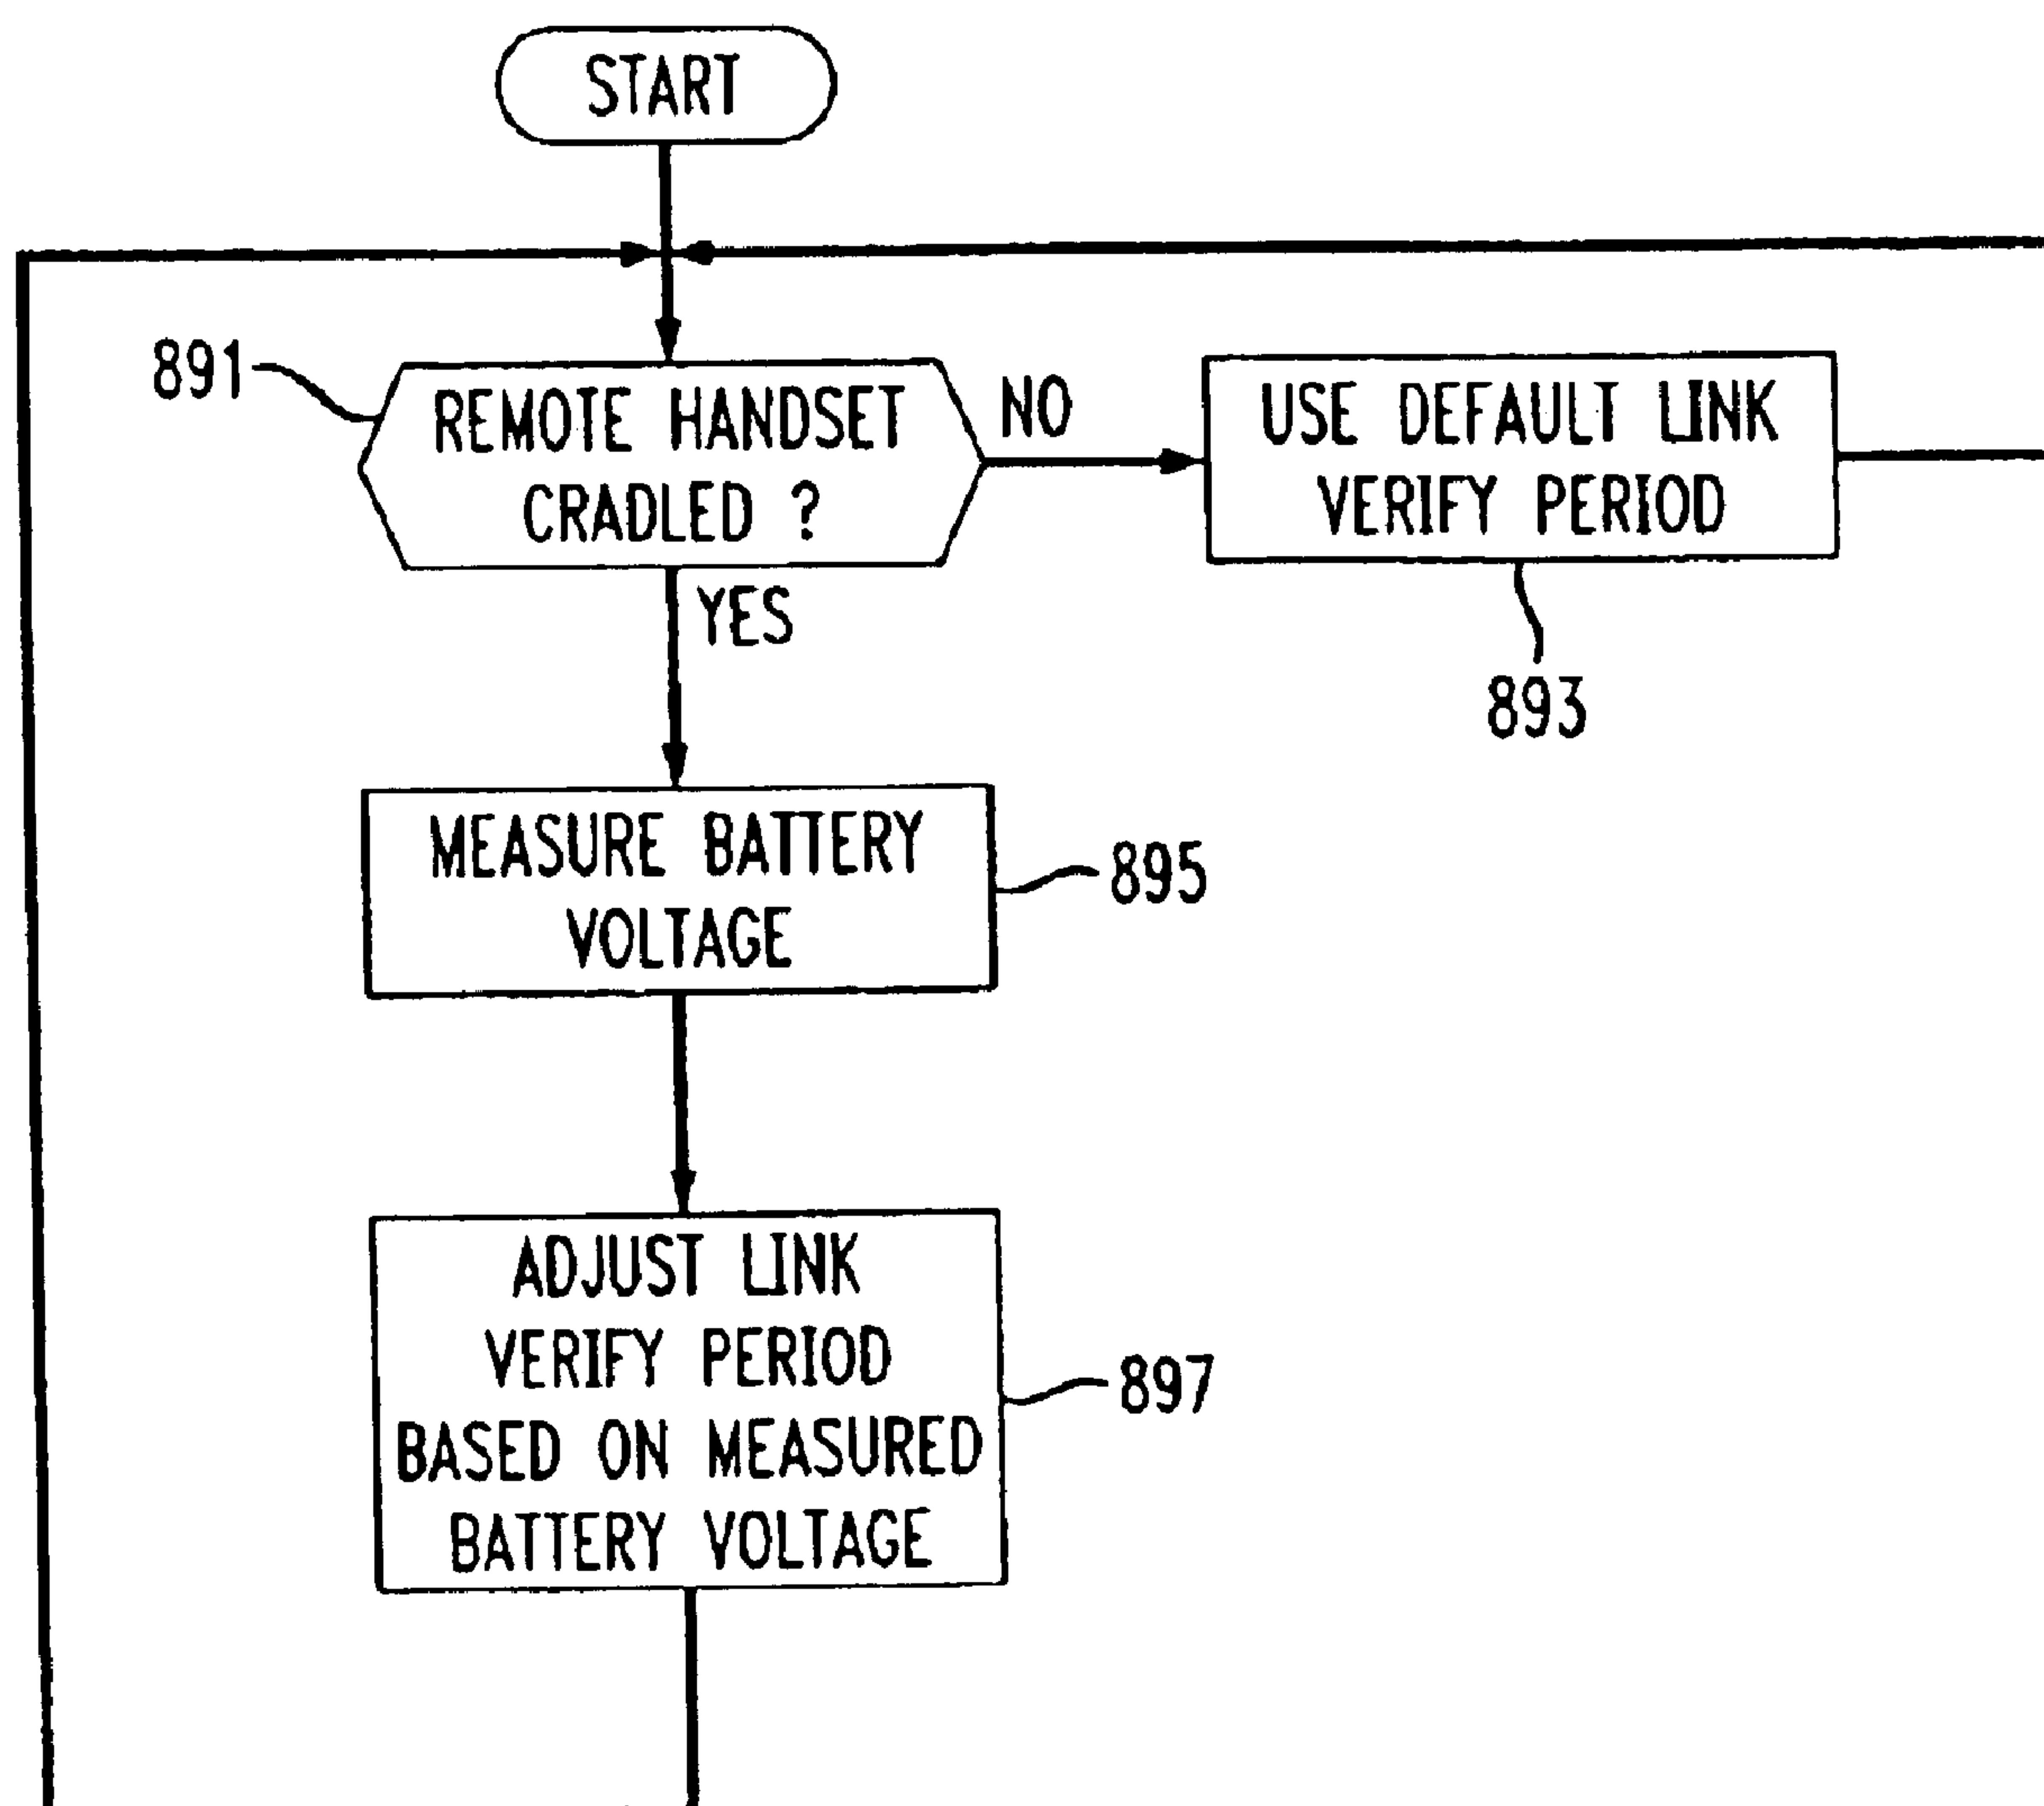 START
891
REMOTE HANDSET
CRADLED ?
NO
USE DEFAULT LINK
VERIFY PERIOD
YES
893
MEASURE BATTERY
VOLTAGE
895
ADJUST LINK
VERIFY PERIOD
BASED ON MEASURED
BATTERY VOLTAGE
897